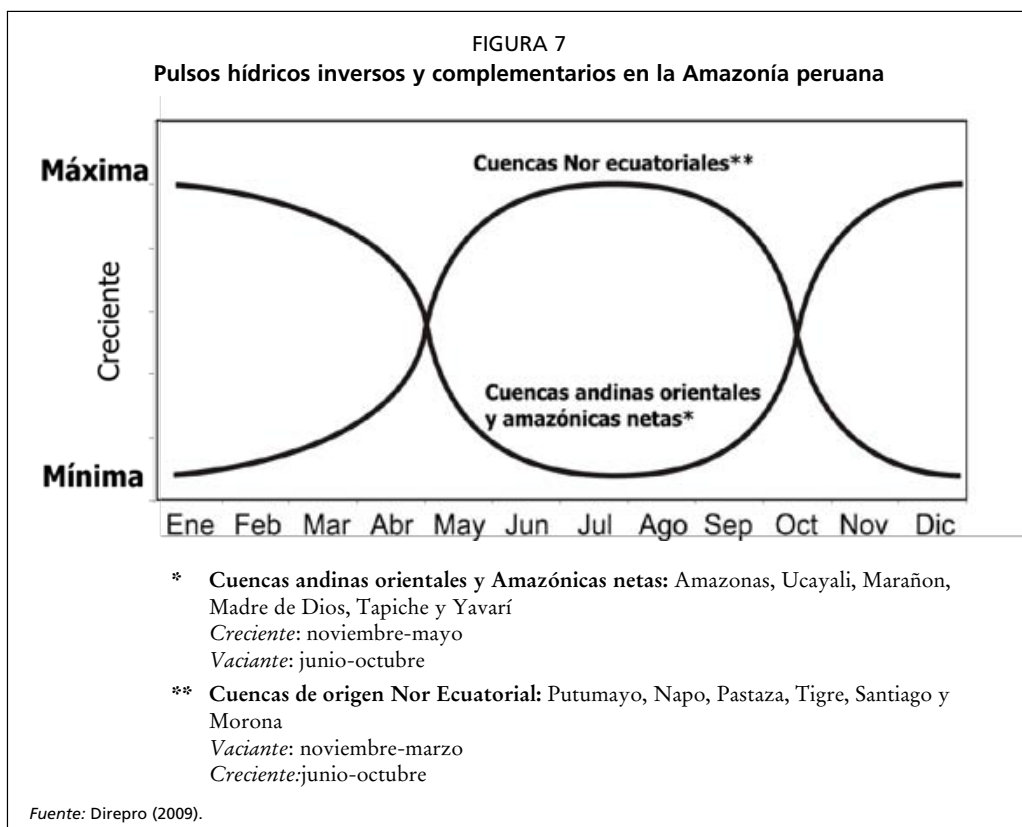 FIGURA 7
Pulsos hídricos inversos y complementarios en la Amazonía peruana
Máxima
Creciente
Mínima
Cuencas Nor ecuatoriales**
Cuencas andinas orientales
y amazónicas netas*
Ene Feb Mar Abr May Jun Jul Ago Sep Oct Nov Dic
* Cuencas andinas orientales y Amazónicas netas: Amazonas, Ucayali, Marañon,
Madre de Dios, Tapiche y Yavarí
Creciente: noviembre-mayo
Vaciante: junio-octubre
** Cuencas de origen Nor Ecuatorial: Putumayo, Napo, Pastaza, Tigre, Santiago y
Morona
Vaciante: noviembre-marzo
Creciente:junio-octubre
Fuente: Direpro (2009).